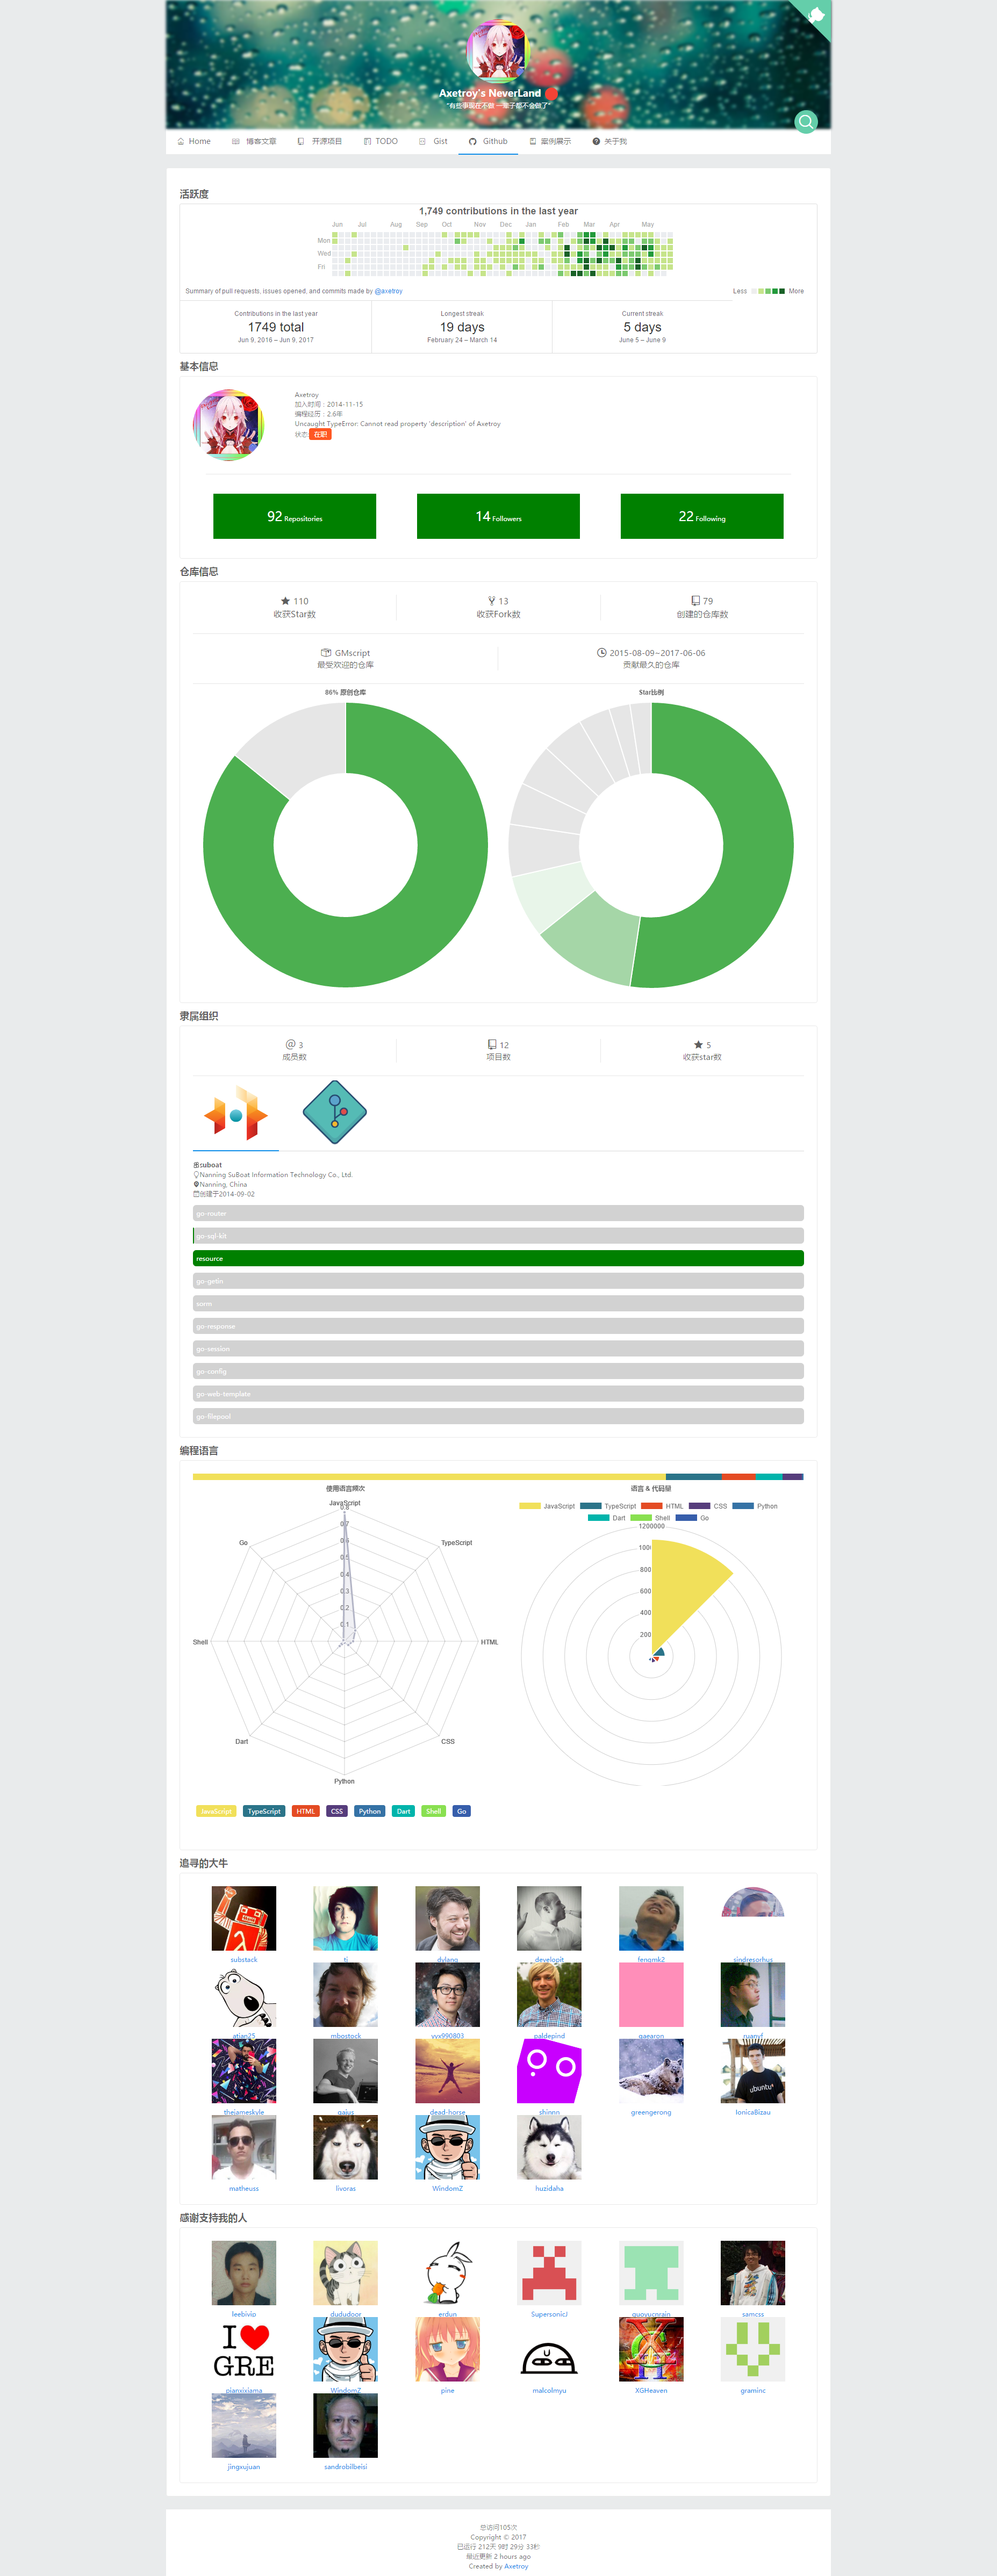 Axetroy's NeverLand
"有些事现在不做 一辈子都不会做了"
Home 博客文章 开源项目 TODO Gist Github 案例展示 关于我
活跃度
1,749 contributions in the last year
Jun Jul Aug Sep Oct Nov Dec Jan Feb Mar Apr May
Mon
Wed
Fri
Summary of pull requests, issues opened, and commits made by @axetroy
Less More
Contributions in the last year Longest streak Current streak
1749 total 19 days 5 days
Jun 9, 2016 – Jun 9, 2017 February 24 – March 14 June 5 – June 9
基本信息
Axetroy
加入时间：2014-11-15
编程经历：2.6年
Uncaught TypeError: Cannot read property 'description' of Axetroy
状态: 在职
92 Repositories 14 Followers 22 Following
仓库信息
110 13 79
收获Star数 收获Fork数 创建的仓库数
GMscript 2015-08-09~2017-06-06
最受欢迎的仓库 贡献最久的仓库
86% 原创仓库 Star比例
隶属组织
3 12 5
成员数 项目数 收获star数
suboat
Nanning SuBoat Information Technology Co., Ltd.
Nanning, China
创建于2014-09-02
go-router
go-sql-kit
resource
go-getin
sorm
go-response
go-session
go-config
go-web-template
go-filepool
编程语言
使用语言频次 语言 & 代码量
JavaScript TypeScript HTML CSS Python
Dart Shell Go
JavaScript
0.8
0.7
0.6
0.5
0.4
0.3
0.2
0.1
TypeScript
HTML
CSS
Python
Dart
Shell
Go
1200000
100
800
600
400
200
JavaScript TypeScript HTML CSS Python Dart Shell Go
追寻的大牛
substack tj dylang developit fengmk2 sindresorhus
atian25 mbostock yyx990803 paldepind gaearon ruanyf
thejameskyle gajus dead-horse shinnn greengerong IonicaBizau
ubuntu
matheuss livoras WindomZ huzidaha
感谢支持我的人
leebivip dududoor erdun SupersonicJ guoyucnrain samcss
I GRE
pianxixiama WindomZ pine malcolmyu XGHeaven graminc
jingxujuan sandrobilbeisi
总访问105次
Copyright © 2017
已运行 212天 9时 29分 33秒
最近更新 2 hours ago
Created by Axetroy